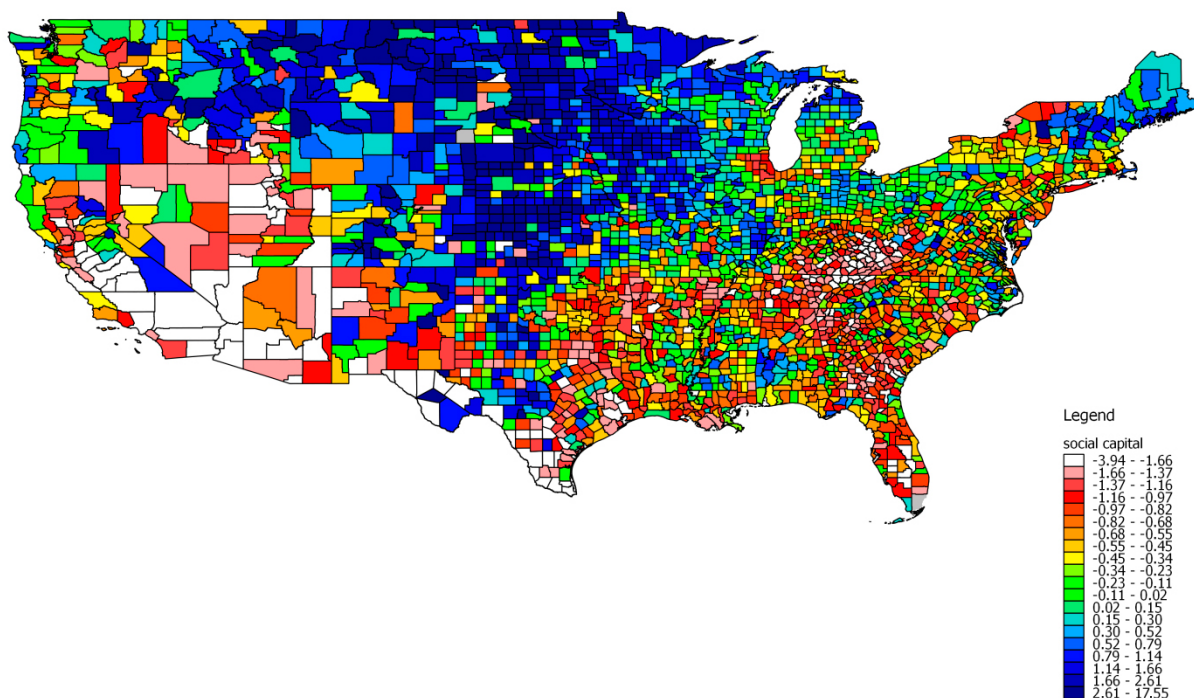 Legend
social capital
-3.94 - -1.66
-1.66 - -1.37
-1.37 - -1.16
-1.16 - -0.97
-0.97 - -0.82
-0.82 - -0.68
-0.68 - -0.55
-0.55 - -0.45
-0.45 - -0.34
-0.34 - -0.23
-0.23 - -0.11
-0.11 - 0.02
0.02 - 0.15
0.15 - 0.30
0.30 - 0.52
0.52 - 0.79
0.79 - 1.14
1.14 - 1.66
1.66 - 2.61
2.61 - 17.55